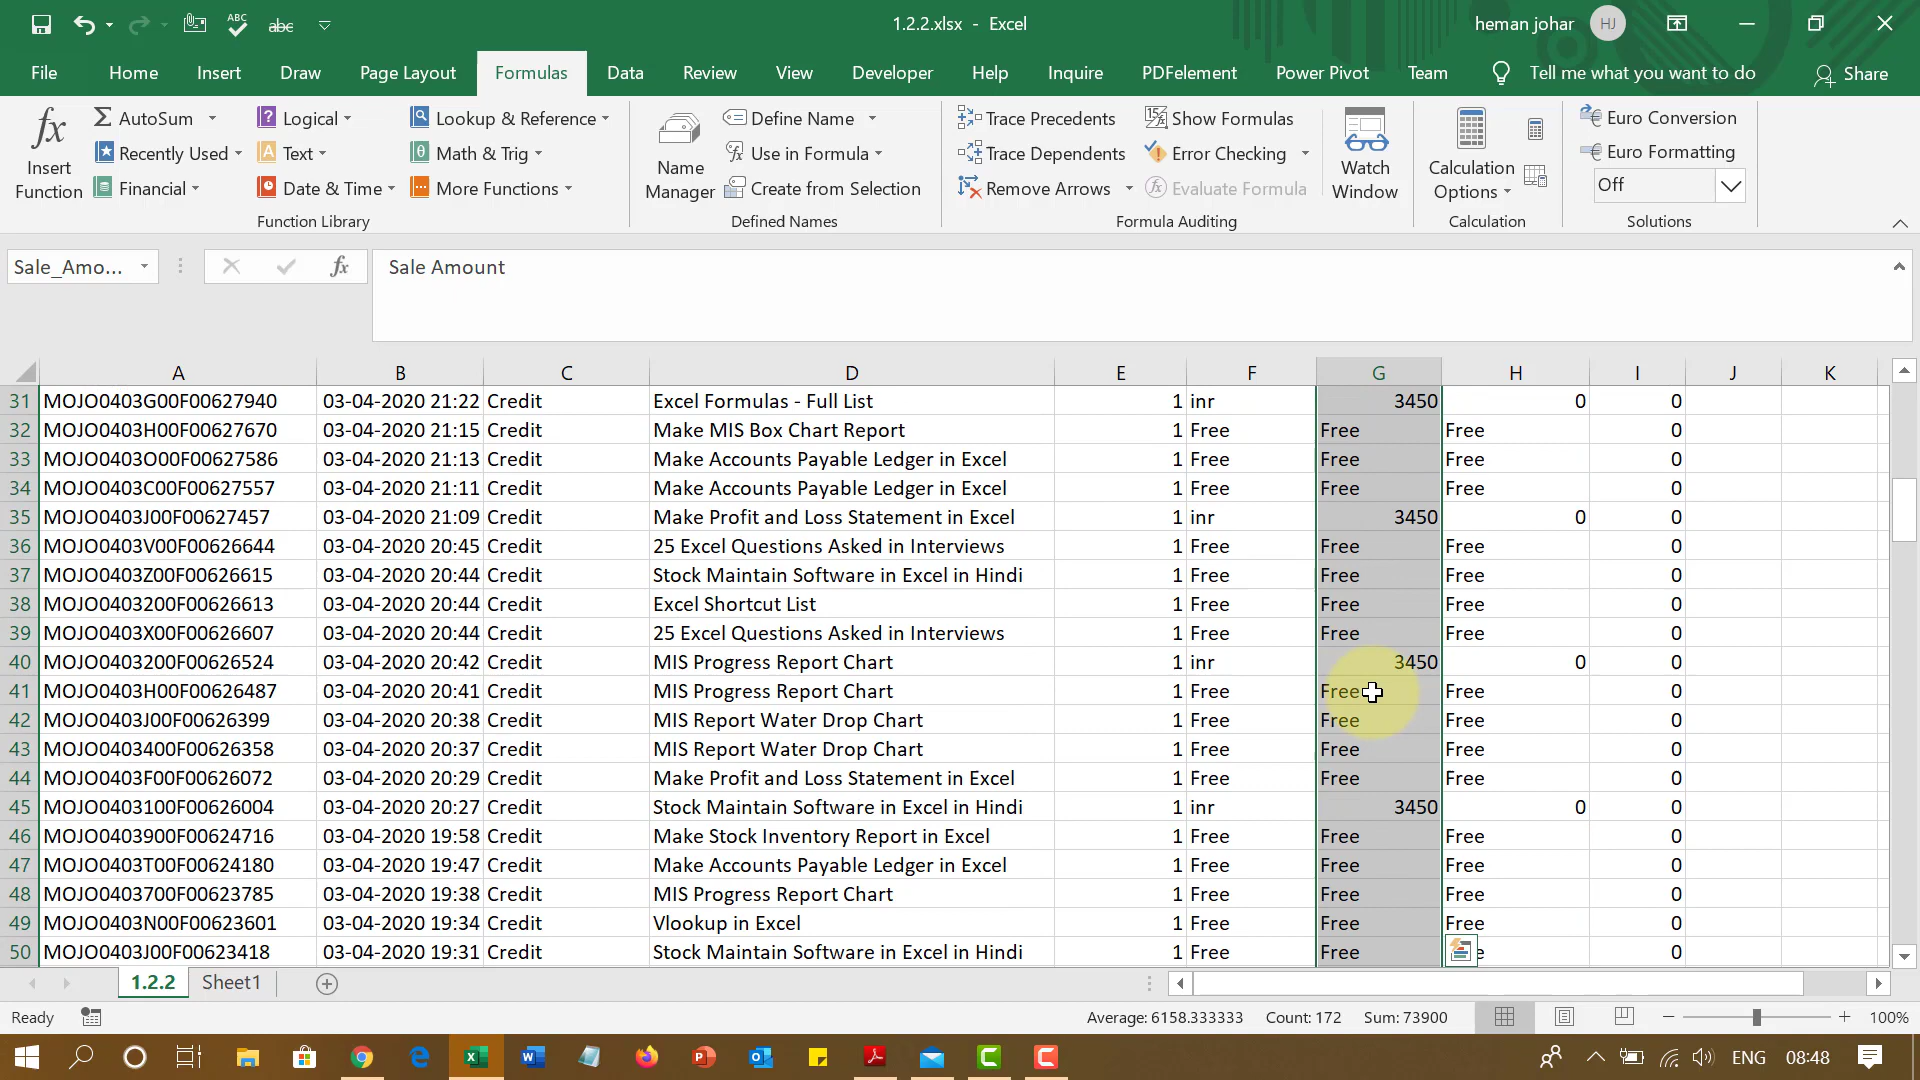 1.2.2.xlsx - Excel
heman johar HJ
File Home Insert Draw Page Layout Formulas Data Review View Developer Help Inquire PDFelement Power Pivot Team Tell me what you want to do Share
Insert Function
AutoSum
Recently Used
Financial
Logical
Text
Date & Time
Lookup & Reference
Math & Trig
More Functions
Function Library
Name Manager
Define Name
Use in Formula
Create from Selection
Defined Names
Trace Precedents
Trace Dependents
Remove Arrows
Show Formulas
Error Checking
Evaluate Formula
Formula Auditing
Watch Window
Calculation Options
Calculation
Euro Conversion
Euro Formatting
Off
Solutions
Sale_Amo... fx Sale Amount
A B C D E F G H I J K
31 MOJO0403G00F00627940 03-04-2020 21:22 Credit Excel Formulas - Full List 1 inr 3450 0 0
32 MOJO0403H00F00627670 03-04-2020 21:15 Credit Make MIS Box Chart Report 1 Free Free Free 0
33 MOJO0403O00F00627586 03-04-2020 21:13 Credit Make Accounts Payable Ledger in Excel 1 Free Free Free 0
34 MOJO0403C00F00627557 03-04-2020 21:11 Credit Make Accounts Payable Ledger in Excel 1 Free Free Free 0
35 MOJO0403J00F00627457 03-04-2020 21:09 Credit Make Profit and Loss Statement in Excel 1 inr 3450 0 0
36 MOJO0403V00F00626644 03-04-2020 20:45 Credit 25 Excel Questions Asked in Interviews 1 Free Free Free 0
37 MOJO0403Z00F00626615 03-04-2020 20:44 Credit Stock Maintain Software in Excel in Hindi 1 Free Free Free 0
38 MOJO0403200F00626613 03-04-2020 20:44 Credit Excel Shortcut List 1 Free Free Free 0
39 MOJO0403X00F00626607 03-04-2020 20:44 Credit 25 Excel Questions Asked in Interviews 1 Free Free Free 0
40 MOJO0403200F00626524 03-04-2020 20:42 Credit MIS Progress Report Chart 1 inr 3450 0 0
41 MOJO0403H00F00626487 03-04-2020 20:41 Credit MIS Progress Report Chart 1 Free Free Free 0
42 MOJO0403J00F00626399 03-04-2020 20:38 Credit MIS Report Water Drop Chart 1 Free Free Free 0
43 MOJO0403400F00626358 03-04-2020 20:37 Credit MIS Report Water Drop Chart 1 Free Free Free 0
44 MOJO0403F00F00626072 03-04-2020 20:29 Credit Make Profit and Loss Statement in Excel 1 Free Free Free 0
45 MOJO0403100F00626004 03-04-2020 20:27 Credit Stock Maintain Software in Excel in Hindi 1 inr 3450 0 0
46 MOJO0403900F00624716 03-04-2020 19:58 Credit Make Stock Inventory Report in Excel 1 Free Free Free 0
47 MOJO0403T00F00624180 03-04-2020 19:47 Credit Make Accounts Payable Ledger in Excel 1 Free Free Free 0
48 MOJO0403700F00623785 03-04-2020 19:38 Credit MIS Progress Report Chart 1 Free Free Free 0
49 MOJO0403N00F00623601 03-04-2020 19:34 Credit Vlookup in Excel 1 Free Free Free 0
50 MOJO0403J00F00623418 03-04-2020 19:31 Credit Stock Maintain Software in Excel in Hindi 1 Free Free 0
1.2.2 Sheet1
Ready Average: 6158.333333 Count: 172 Sum: 73900 100%
ENG 08:48